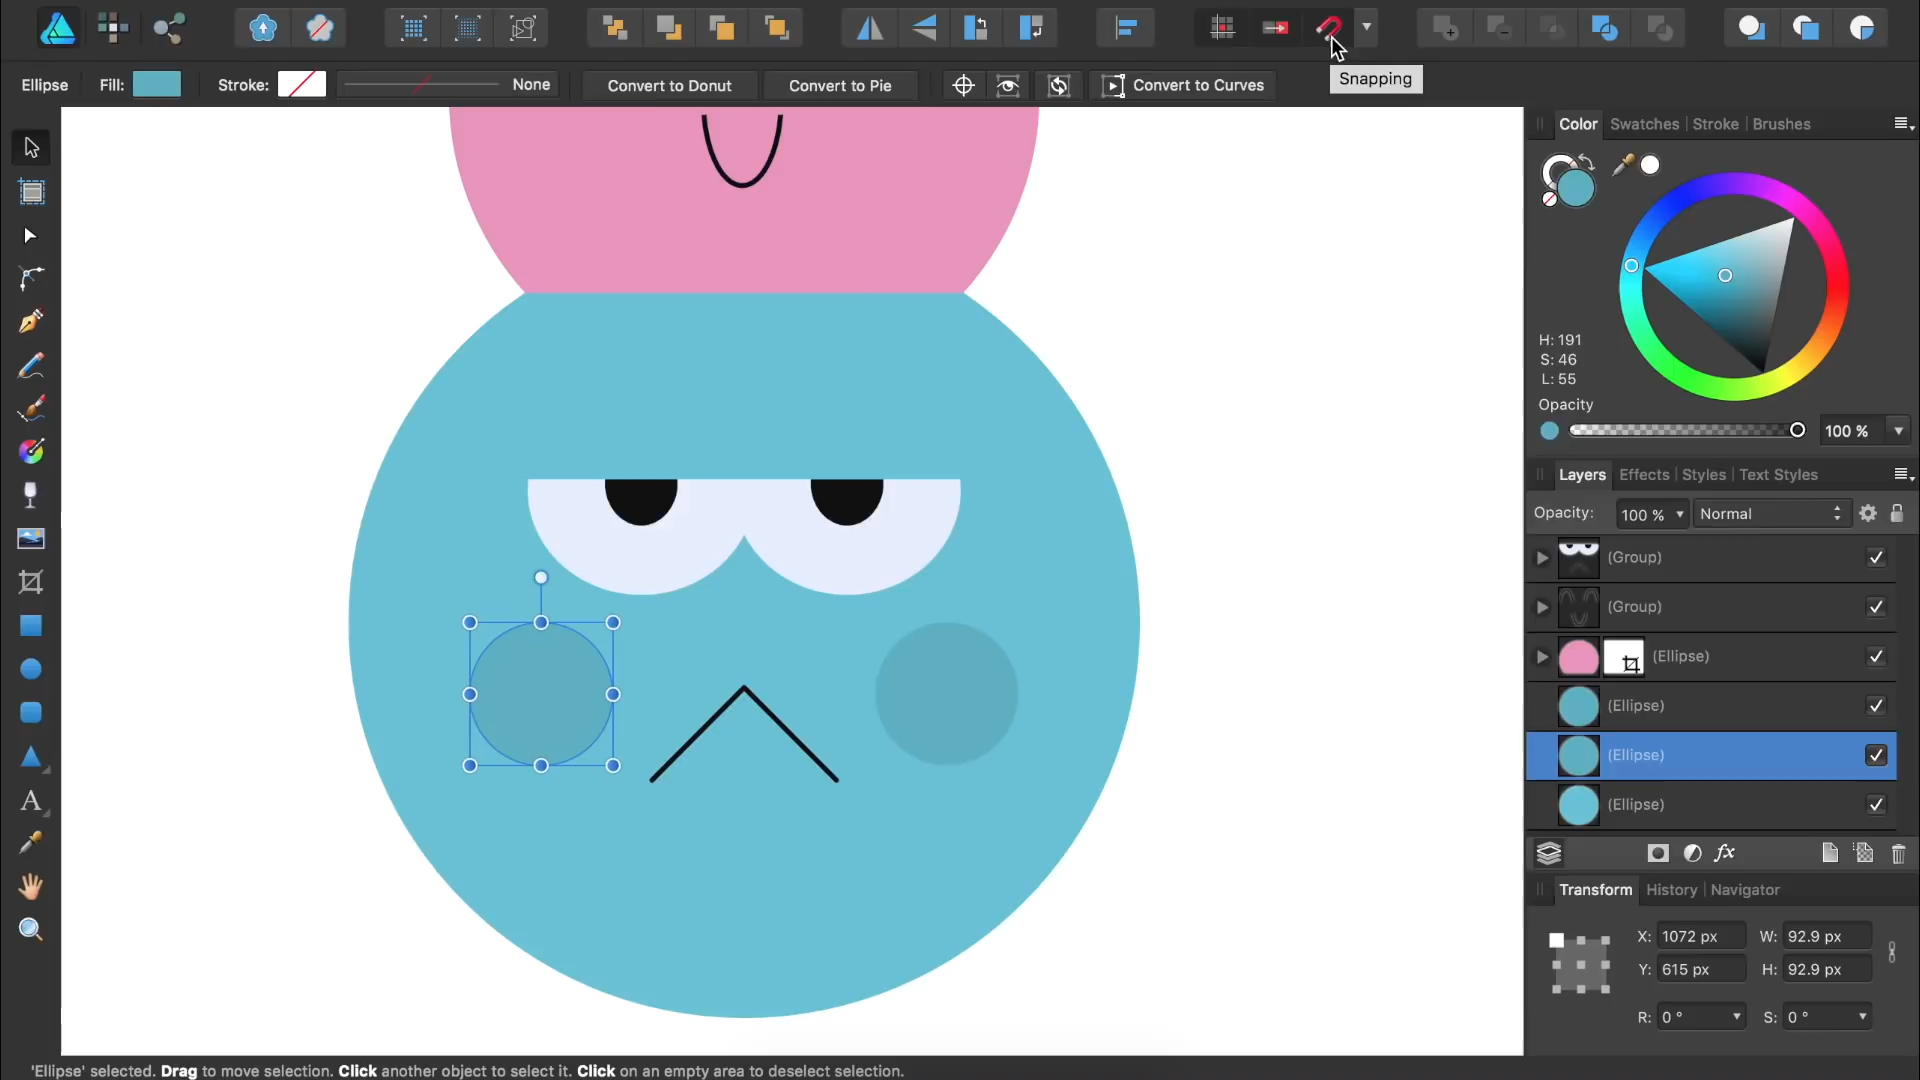 Ellipse Fill: Stroke: None Convert to Donut Convert to Pie Convert to Curves
Snapping
Color Swatches Stroke Brushes
H: 191
S: 46
L: 55
Opacity
100 %
Layers Effects Styles Text Styles
Opacity: 100 % Normal
(Group)
(Group)
(Ellipse)
(Ellipse)
(Ellipse)
(Ellipse)
fx
Transform History Navigator
X: 1072 px W: 92.9 px
Y: 615 px H: 92.9 px
R: 0 ° S: 0 °
A
'Ellipse' selected. Drag to move selection. Click another object to select it. Click on an empty area to deselect selection.